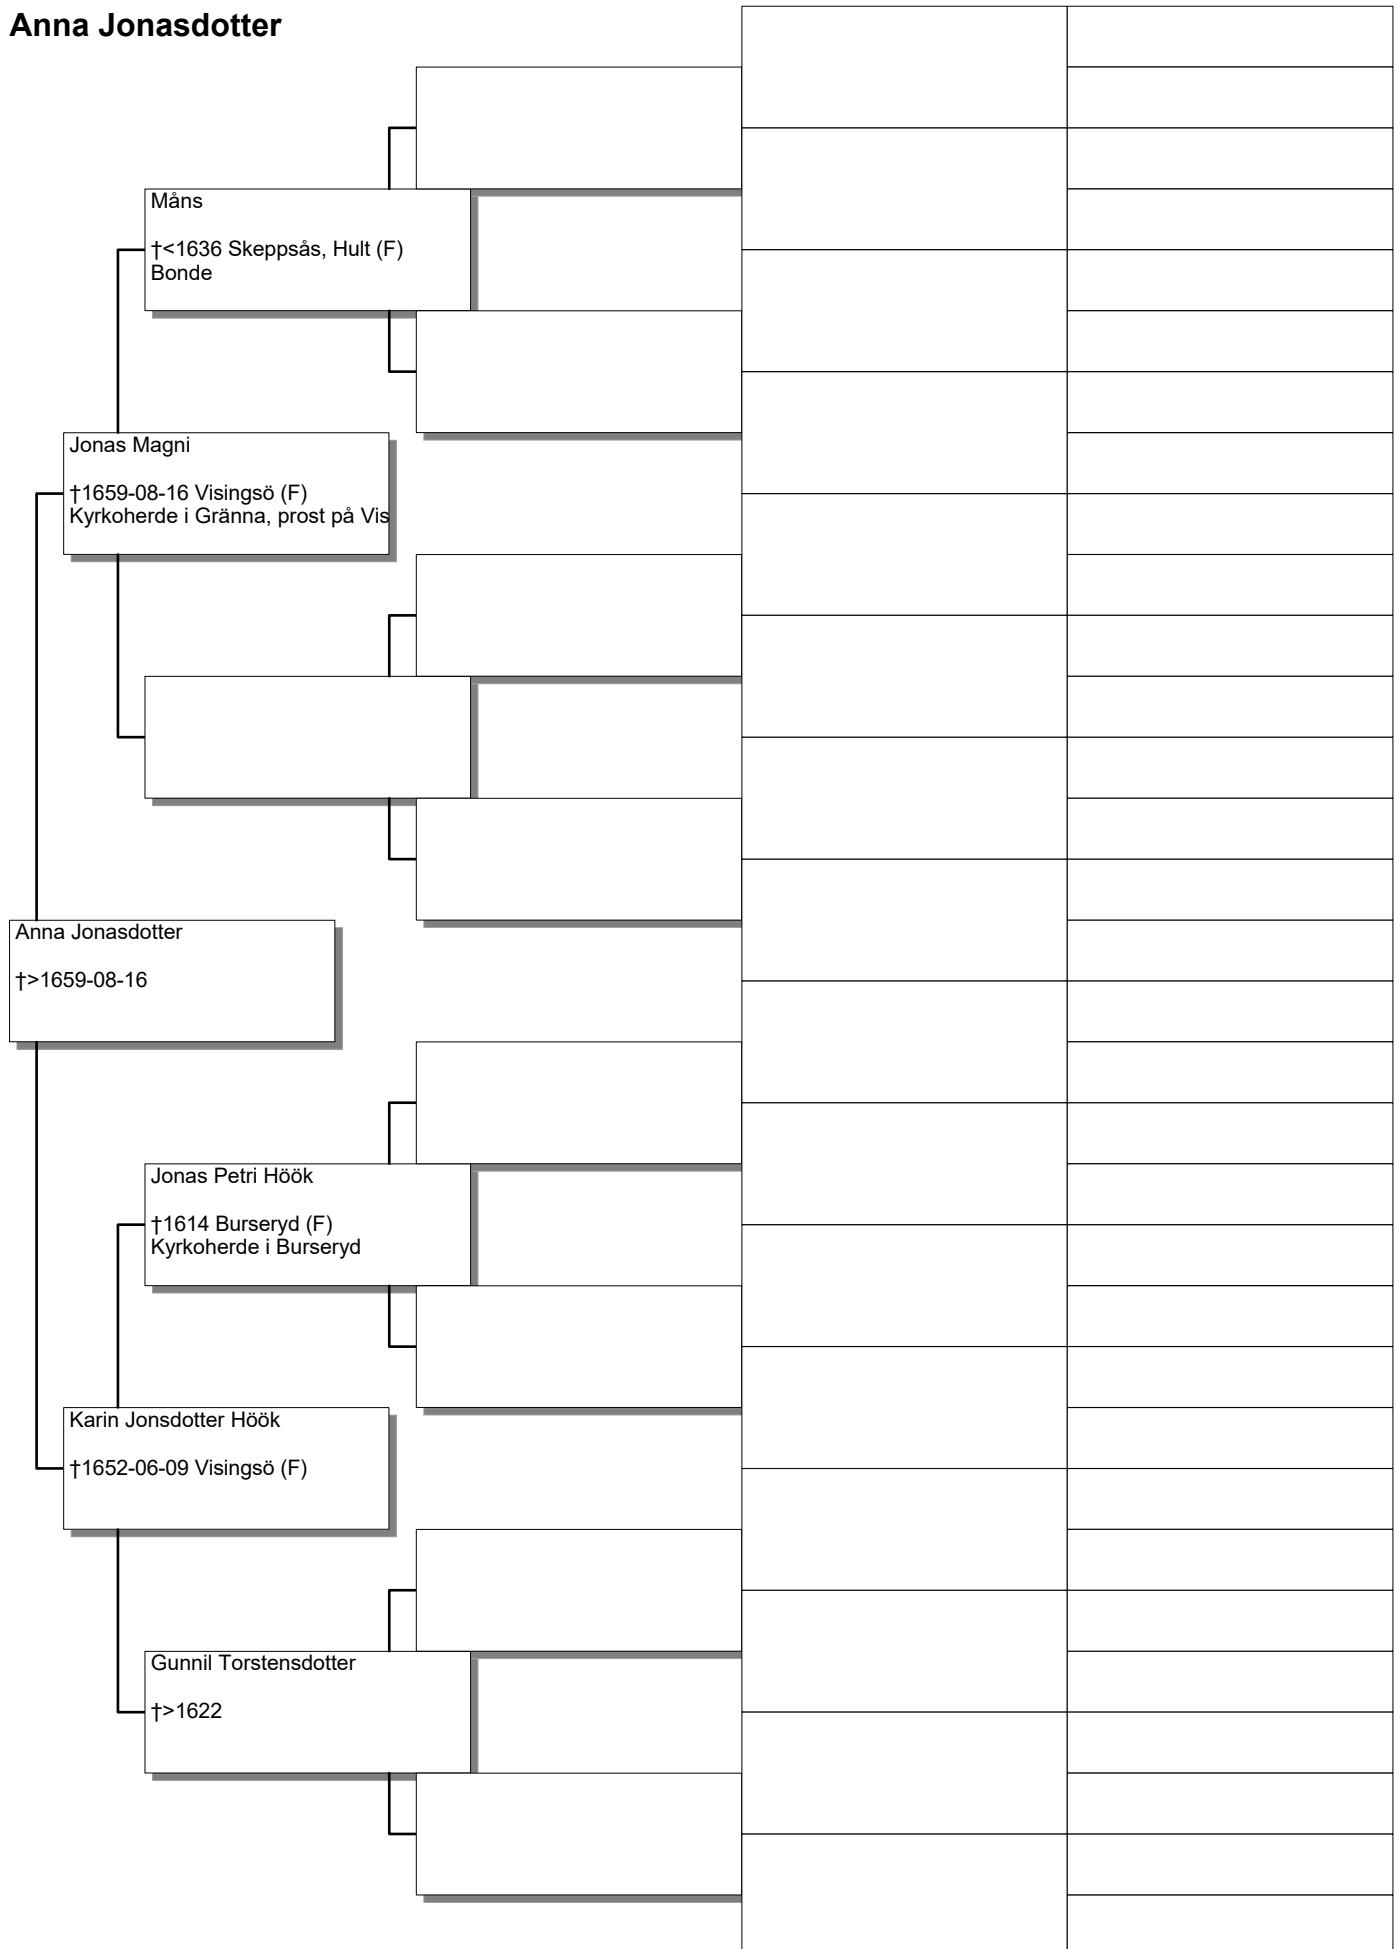 Anna Jonasdotter
Måns
†<1636 Skeppsås, Hult (F)
Bonde
Jonas Magni
†1659-08-16 Visingsö (F)
Kyrkoherde i Gränna, prost på Vis
Anna Jonasdotter
†>1659-08-16
Jonas Petri Höök
†1614 Burseryd (F)
Kyrkoherde i Burseryd
Karin Jonsdotter Höök
†1652-06-09 Visingsö (F)
Gunnil Torstensdotter
†>1622